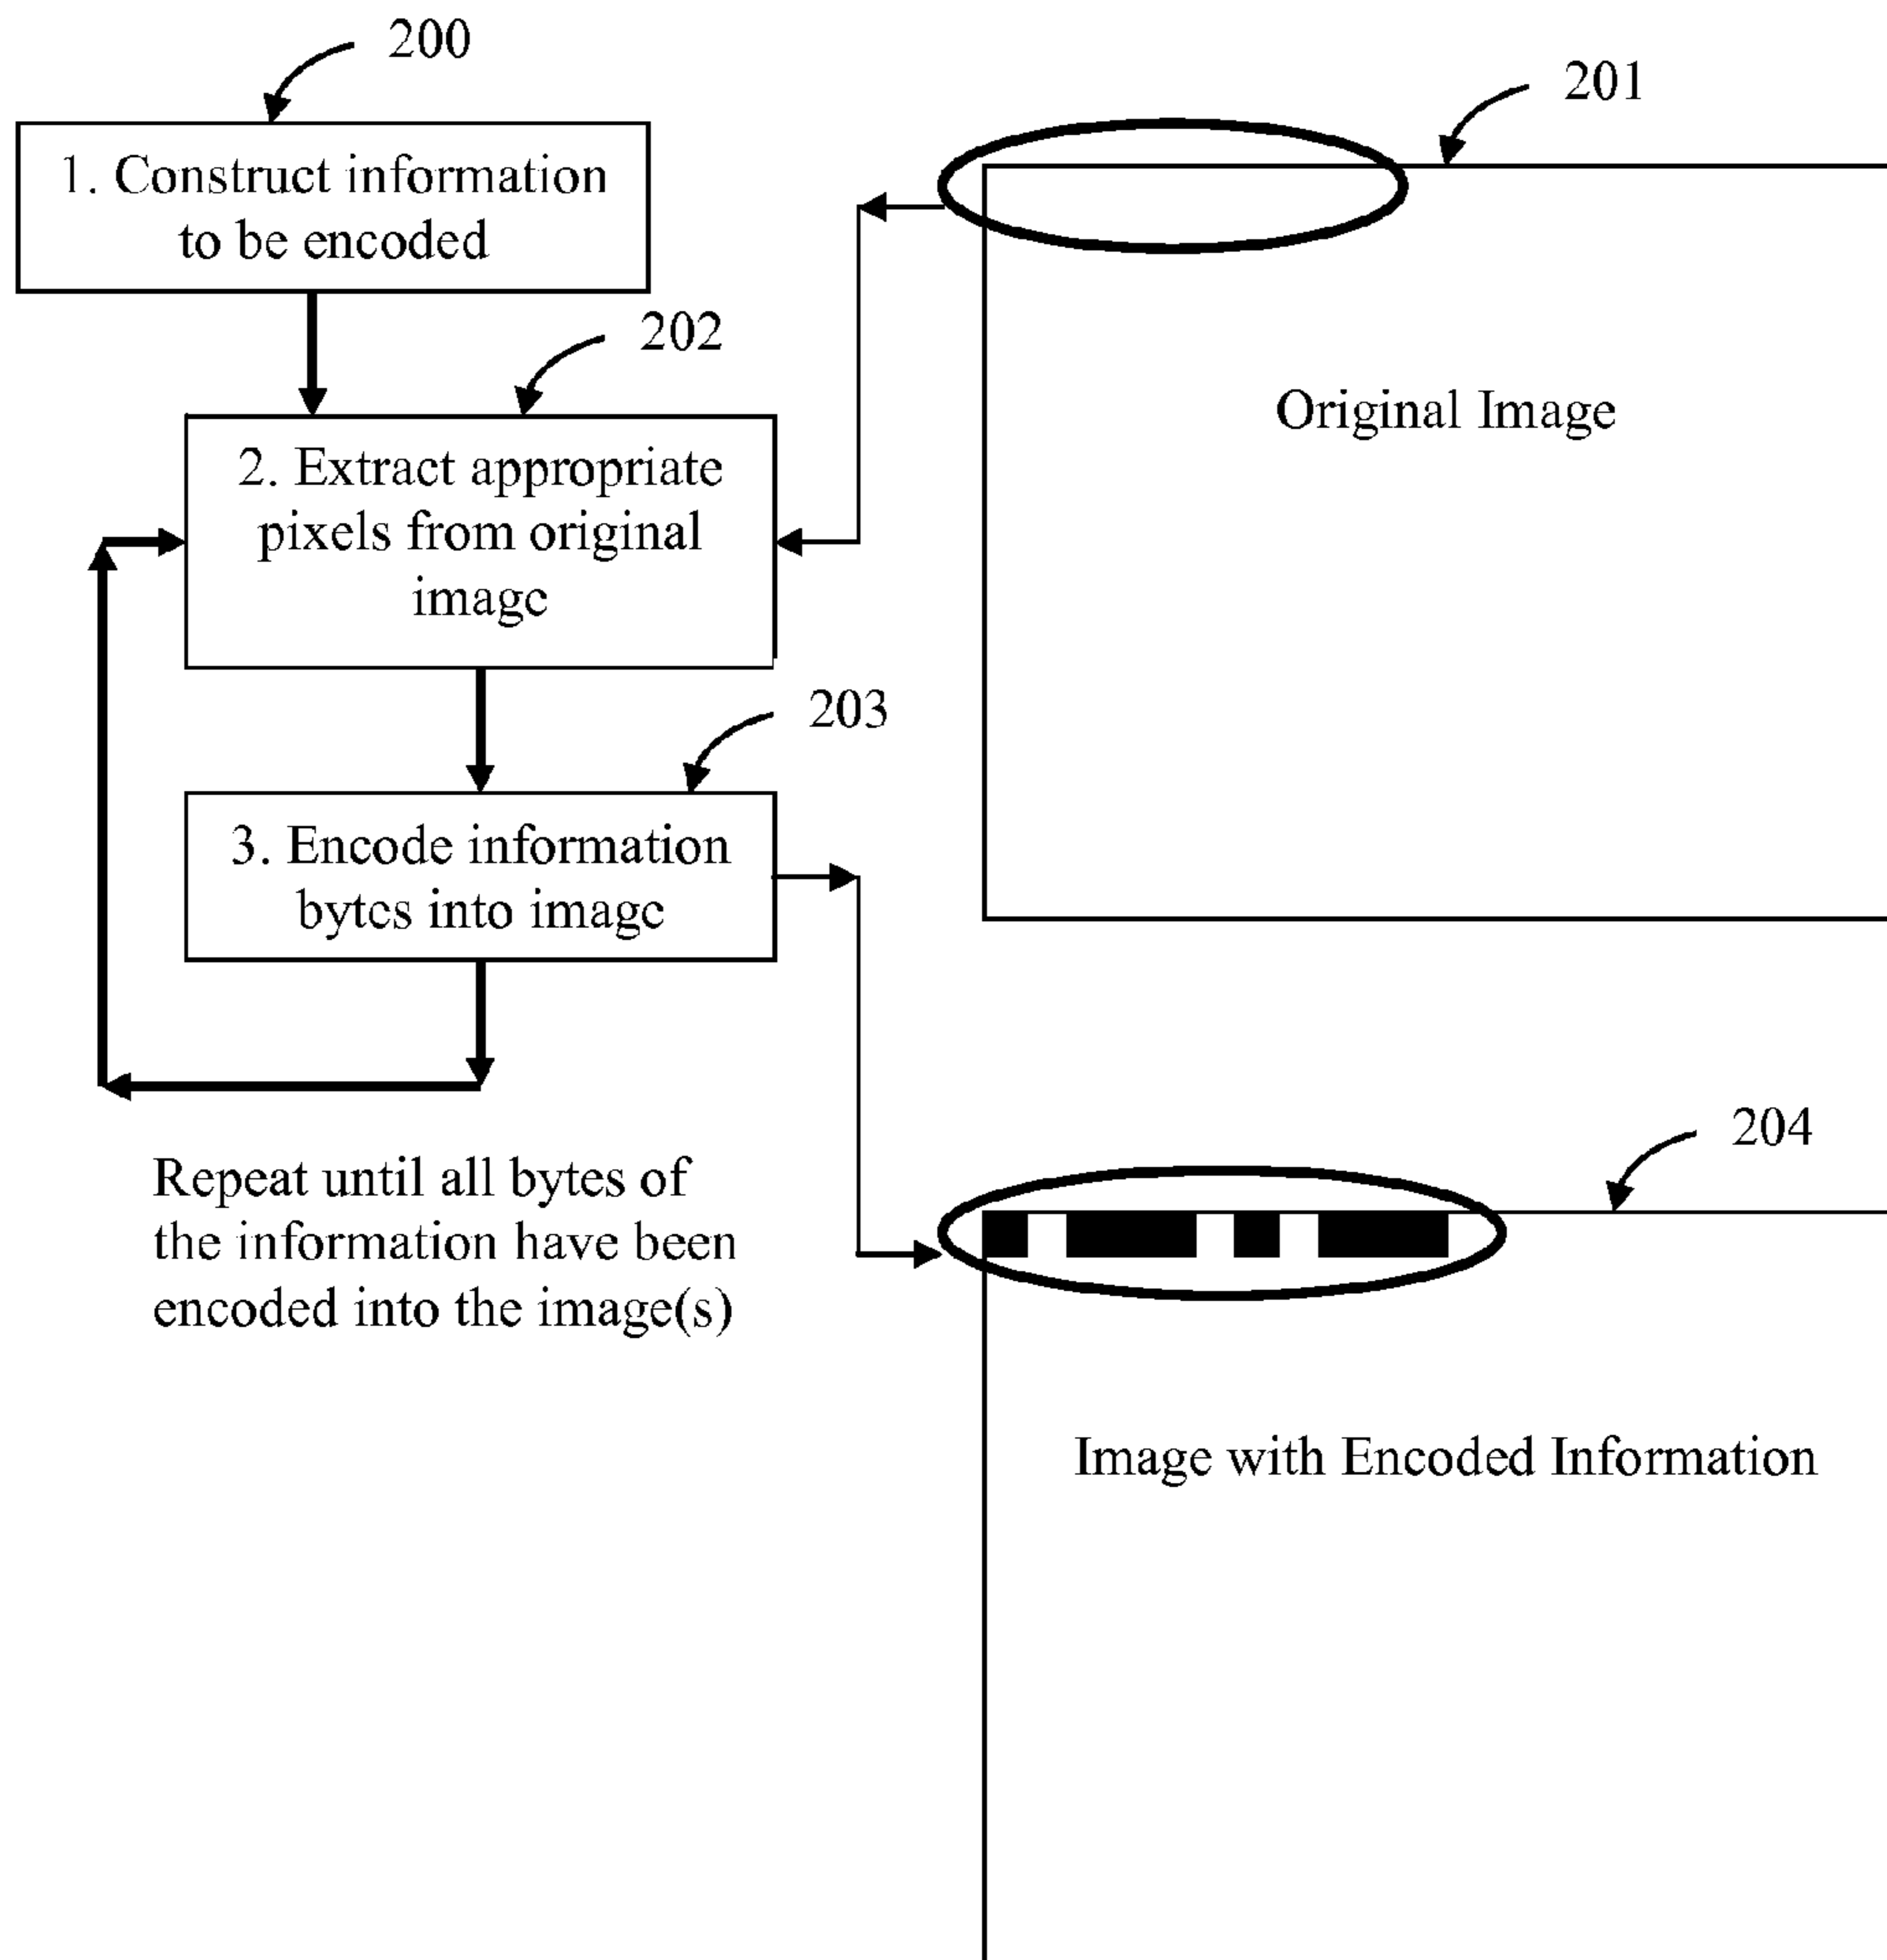 200
1. Construct information
to be encoded
201
202
2. Extract appropriate
pixels from original
image
Original Image
203
3. Encode information
bytes into image
204
Repeat until all bytes of
the information have been
encoded into the image(s)
Image with Encoded Information